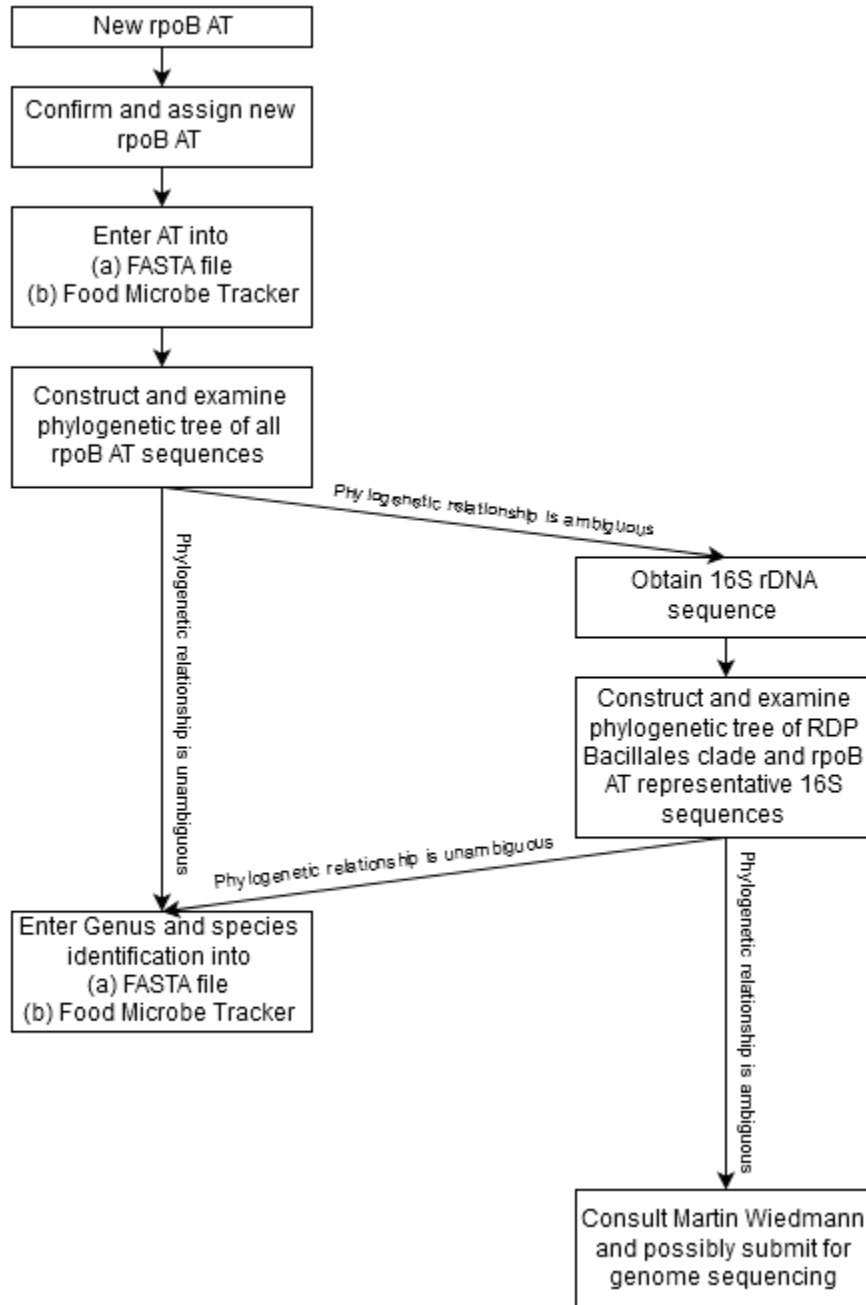 New rpoB AT
Confirm and assign new
rpoB AT
Enter AT into
(a) FASTA file
(b) Food Microbe Tracker
Construct and examine
phylogenetic tree of all
rpoB AT sequences
Phylogenetic relationship is ambiguous
Phylogenetic relationship is unambiguous
Obtain 16S rDNA
sequence
Construct and examine
phylogenetic tree of RDP
Bacillales clade and rpoB
AT representative 16S
sequences
Phylogenetic relationship is unambiguous
Phylogenetic relationship is ambiguous
Enter Genus and species
identification into
(a) FASTA file
(b) Food Microbe Tracker
Consult Martin Wiedmann
and possibly submit for
genome sequencing